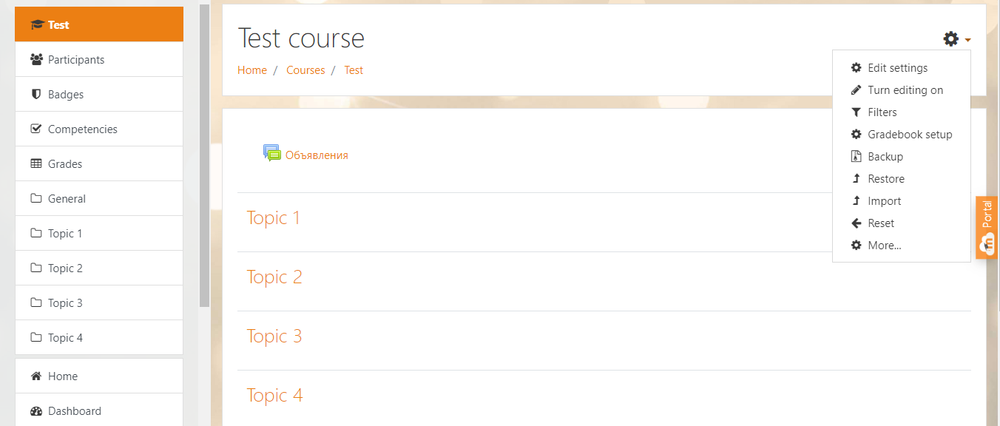 Test
Participants
Badges
Competencies
Grades
General
Topic 1
Topic 2
Topic 3
Topic 4
Home
Dashboard
Test course
Home / Courses / Test
Edit settings
Turn editing on
Filters
Gradebook setup
Backup
Restore
Import
Reset
More...
Объявления
Topic 1
Topic 2
Topic 3
Topic 4
m Portal